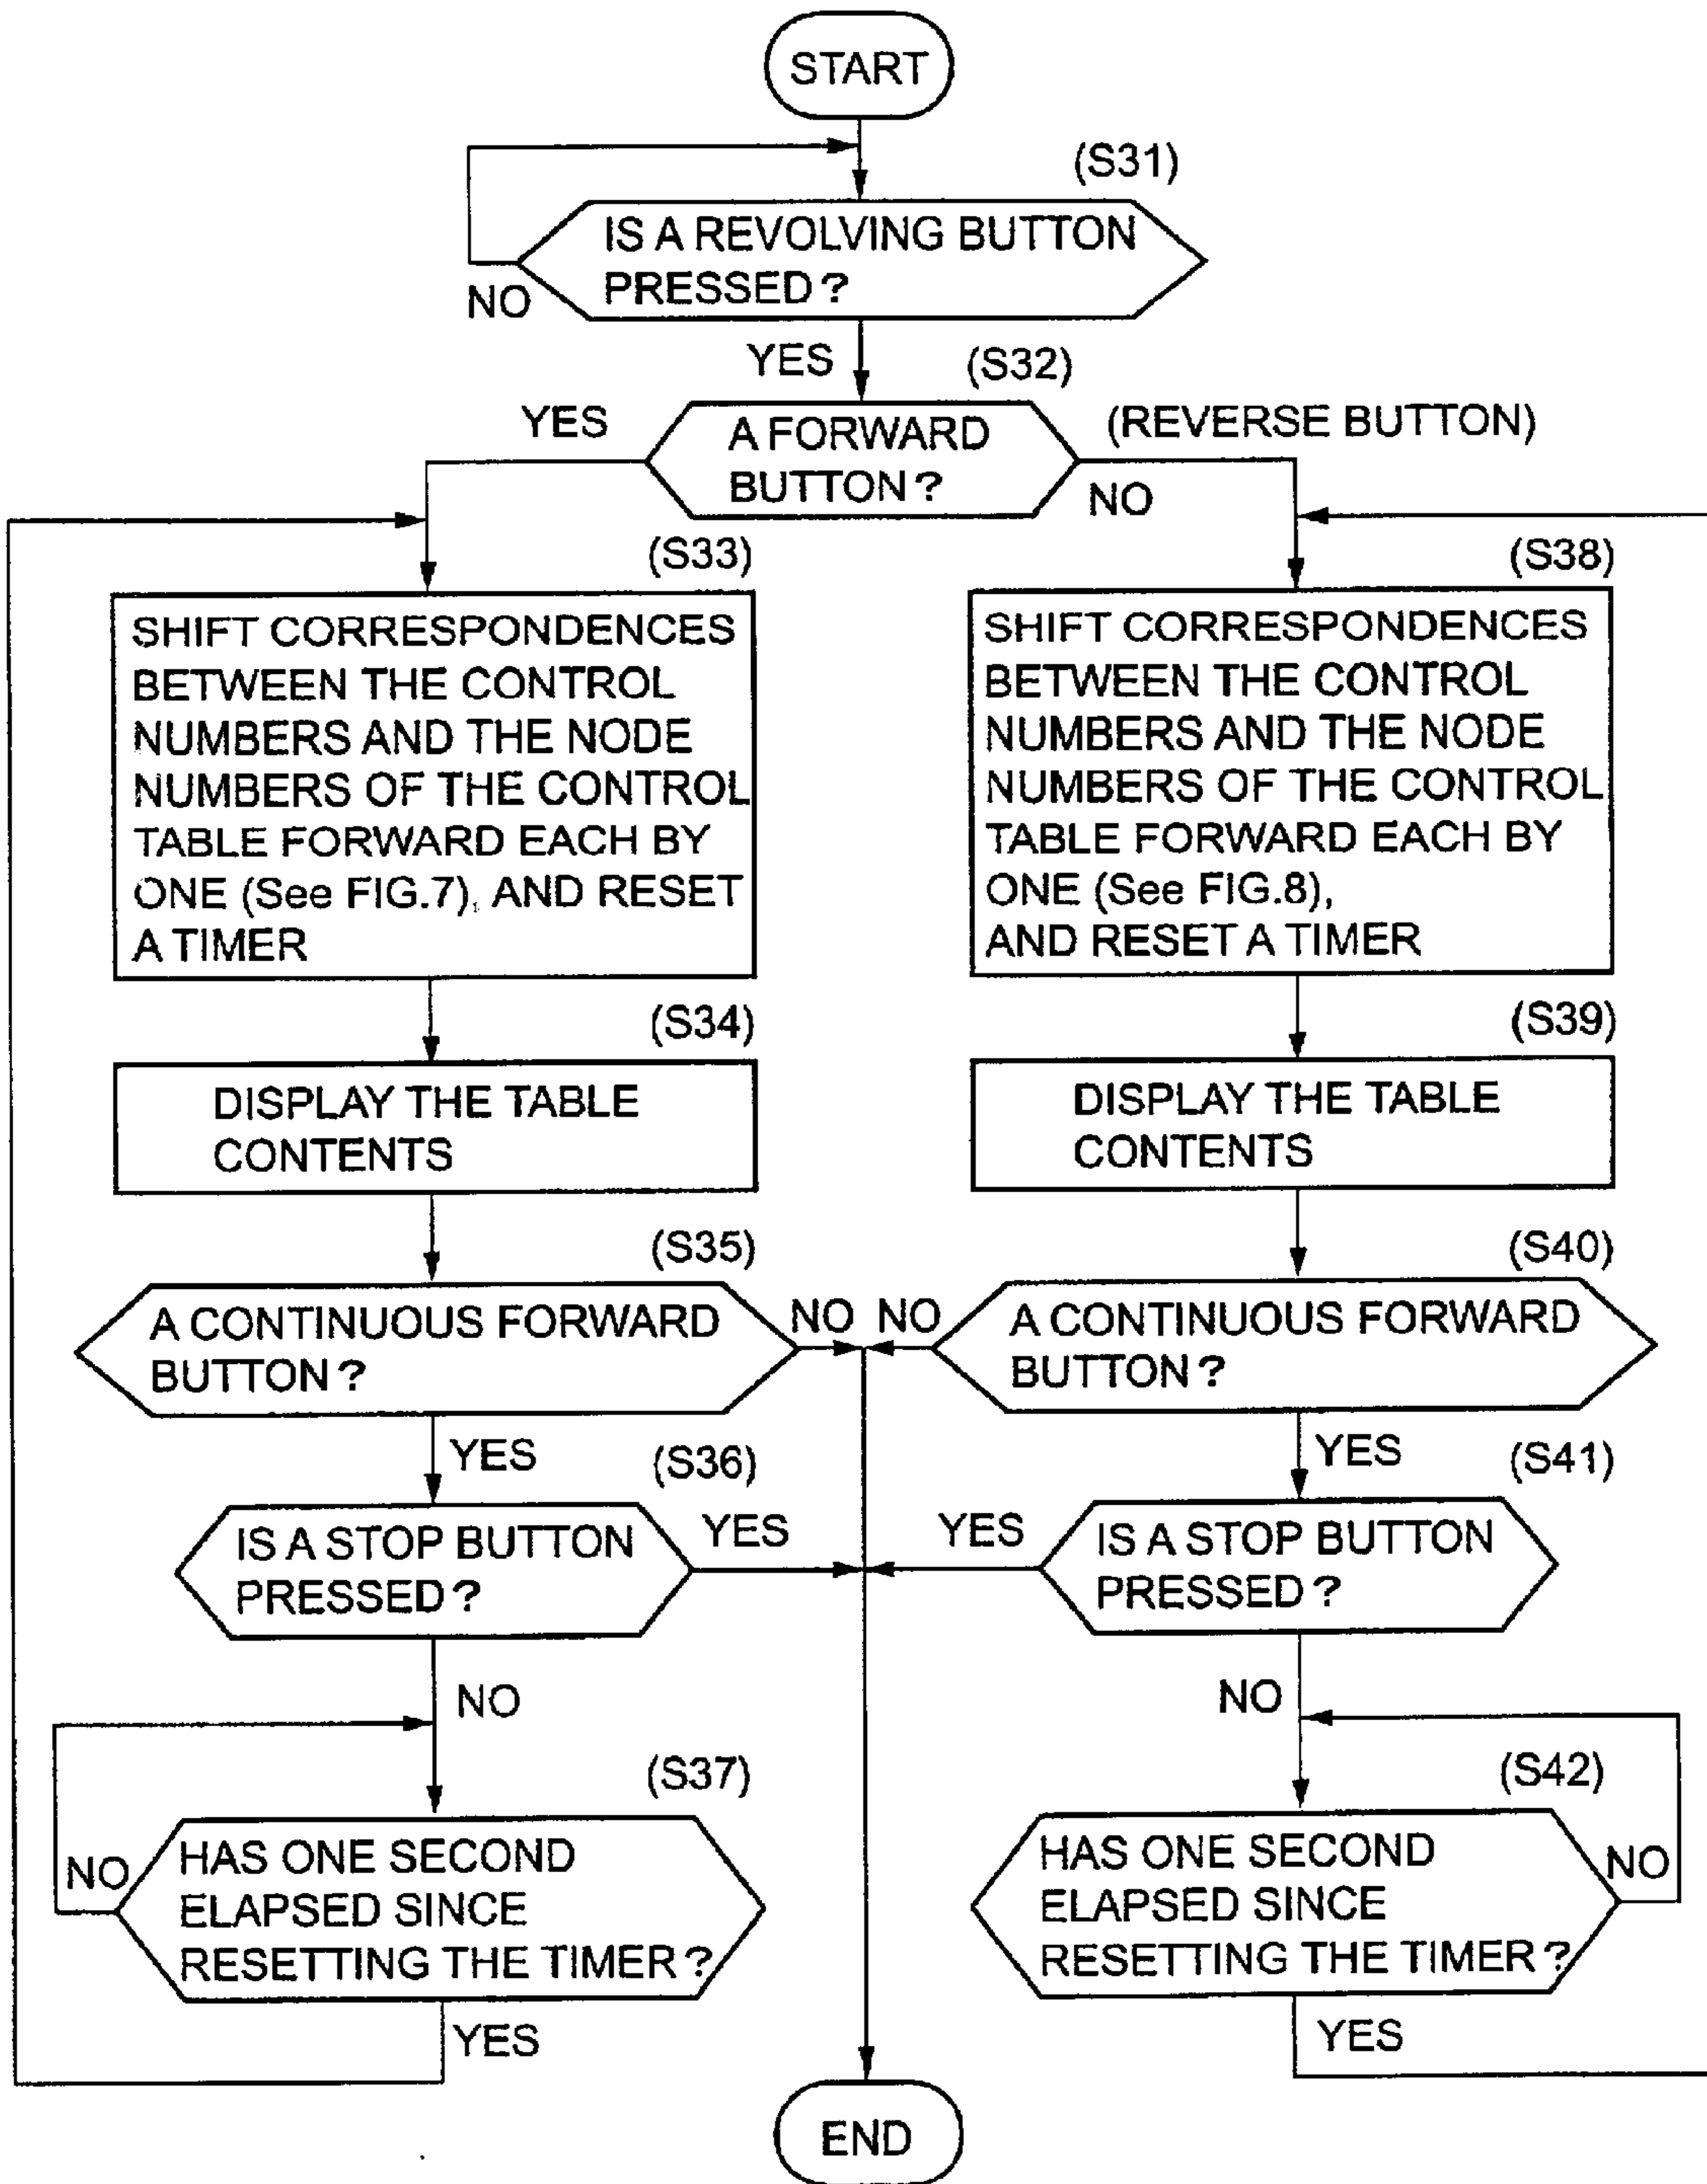 START
(S31)
IS A REVOLVING BUTTON
PRESSED?
NO
YES
(S32)
YES
A FORWARD
BUTTON?
(REVERSE BUTTON)
NO
(S33)
SHIFT CORRESPONDENCES
BETWEEN THE CONTROL
NUMBERS AND THE NODE
NUMBERS OF THE CONTROL
TABLE FORWARD EACH BY
ONE (See FIG.7), AND RESET
A TIMER
(S38)
SHIFT CORRESPONDENCES
BETWEEN THE CONTROL
NUMBERS AND THE NODE
NUMBERS OF THE CONTROL
TABLE FORWARD EACH BY
ONE (See FIG.8),
AND RESET A TIMER
(S34)
DISPLAY THE TABLE
CONTENTS
(S39)
DISPLAY THE TABLE
CONTENTS
(S35)
A CONTINUOUS FORWARD
BUTTON?
NO
NO
(S40)
A CONTINUOUS FORWARD
BUTTON?
YES
(S36)
IS A STOP BUTTON
PRESSED?
YES
YES
(S41)
YES
IS A STOP BUTTON
PRESSED?
NO
NO
(S37)
NO
HAS ONE SECOND
ELAPSED SINCE
RESETTING THE TIMER?
YES
(S42)
HAS ONE SECOND
ELAPSED SINCE
RESETTING THE TIMER?
NO
YES
END